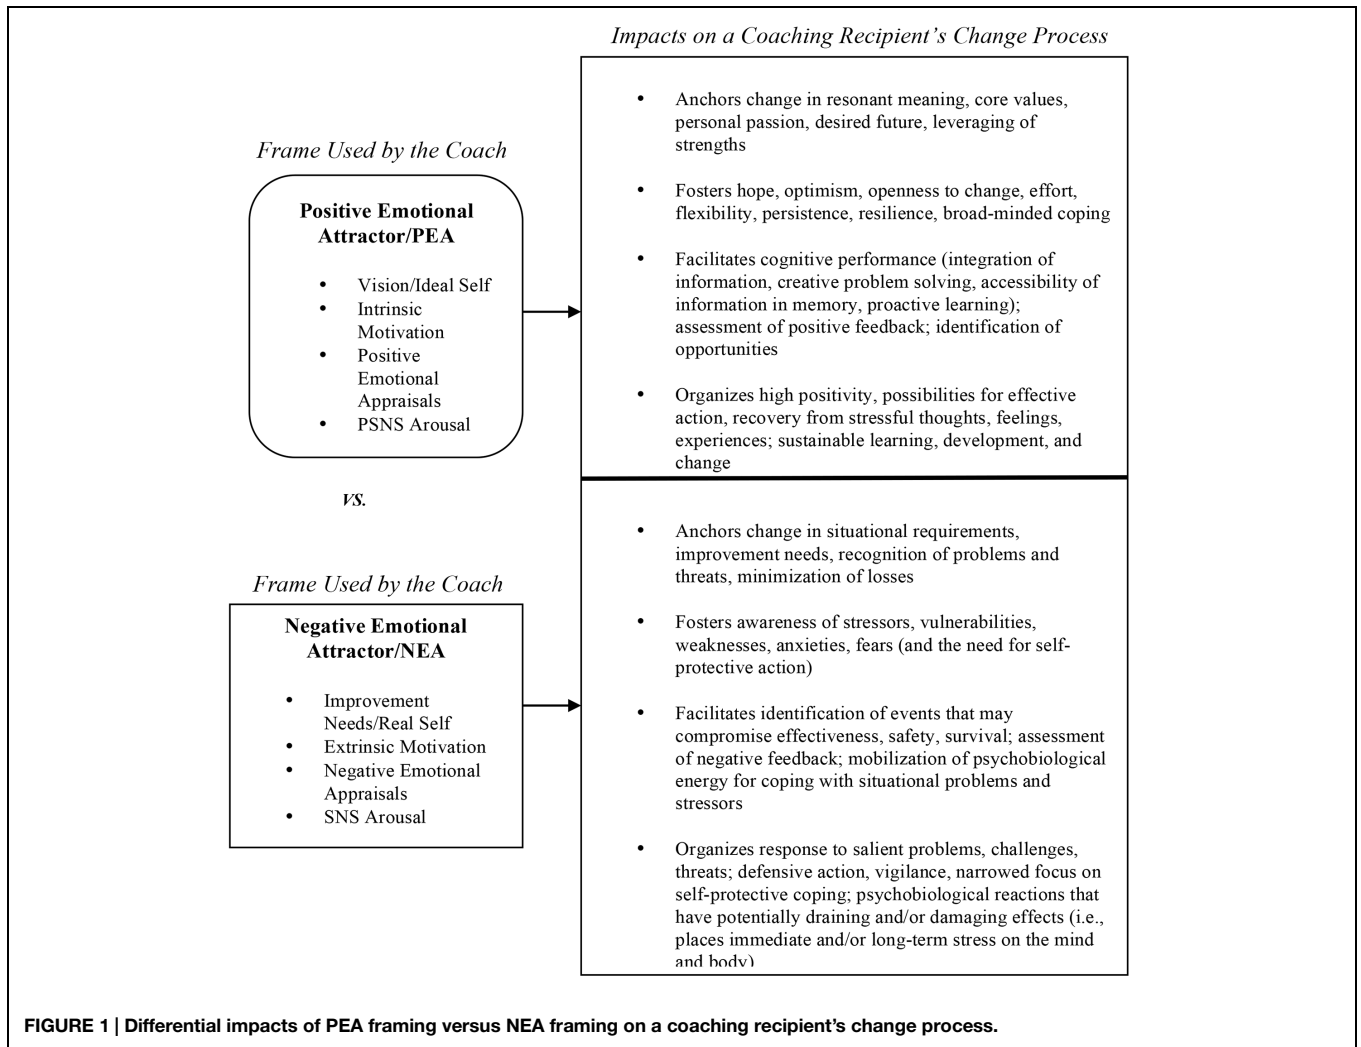 Impacts on a Coaching Recipient's Change Process
Frame Used by the Coach
Positive Emotional
Attractor/PEA
• Vision/Ideal Self
• Intrinsic
Motivation
• Positive
Emotional
Appraisals
• PSNS Arousal
• Anchors change in resonant meaning, core values,
personal passion, desired future, leveraging of
strengths
• Fosters hope, optimism, openness to change, effort,
flexibility, persistence, resilience, broad-minded coping
• Facilitates cognitive performance (integration of
information, creative problem solving, accessibility of
information in memory, proactive learning);
assessment of positive feedback; identification of
opportunities
• Organizes high positivity, possibilities for effective
action, recovery from stressful thoughts, feelings,
experiences; sustainable learning, development, and
change
VS.
Frame Used by the Coach
Negative Emotional
Attractor/NEA
• Improvement
Needs/Real Self
• Extrinsic Motivation
• Negative Emotional
Appraisals
• SNS Arousal
• Anchors change in situational requirements,
improvement needs, recognition of problems and
threats, minimization of losses
• Fosters awareness of stressors, vulnerabilities,
weaknesses, anxieties, fears (and the need for self-
protective action)
• Facilitates identification of events that may
compromise effectiveness, safety, survival; assessment
of negative feedback; mobilization of psychobiological
energy for coping with situational problems and
stressors
• Organizes response to salient problems, challenges,
threats; defensive action, vigilance, narrowed focus on
self-protective coping; psychobiological reactions that
have potentially draining and/or damaging effects (i.e.,
places immediate and/or long-term stress on the mind
and body)
FIGURE 1 | Differential impacts of PEA framing versus NEA framing on a coaching recipient's change process.